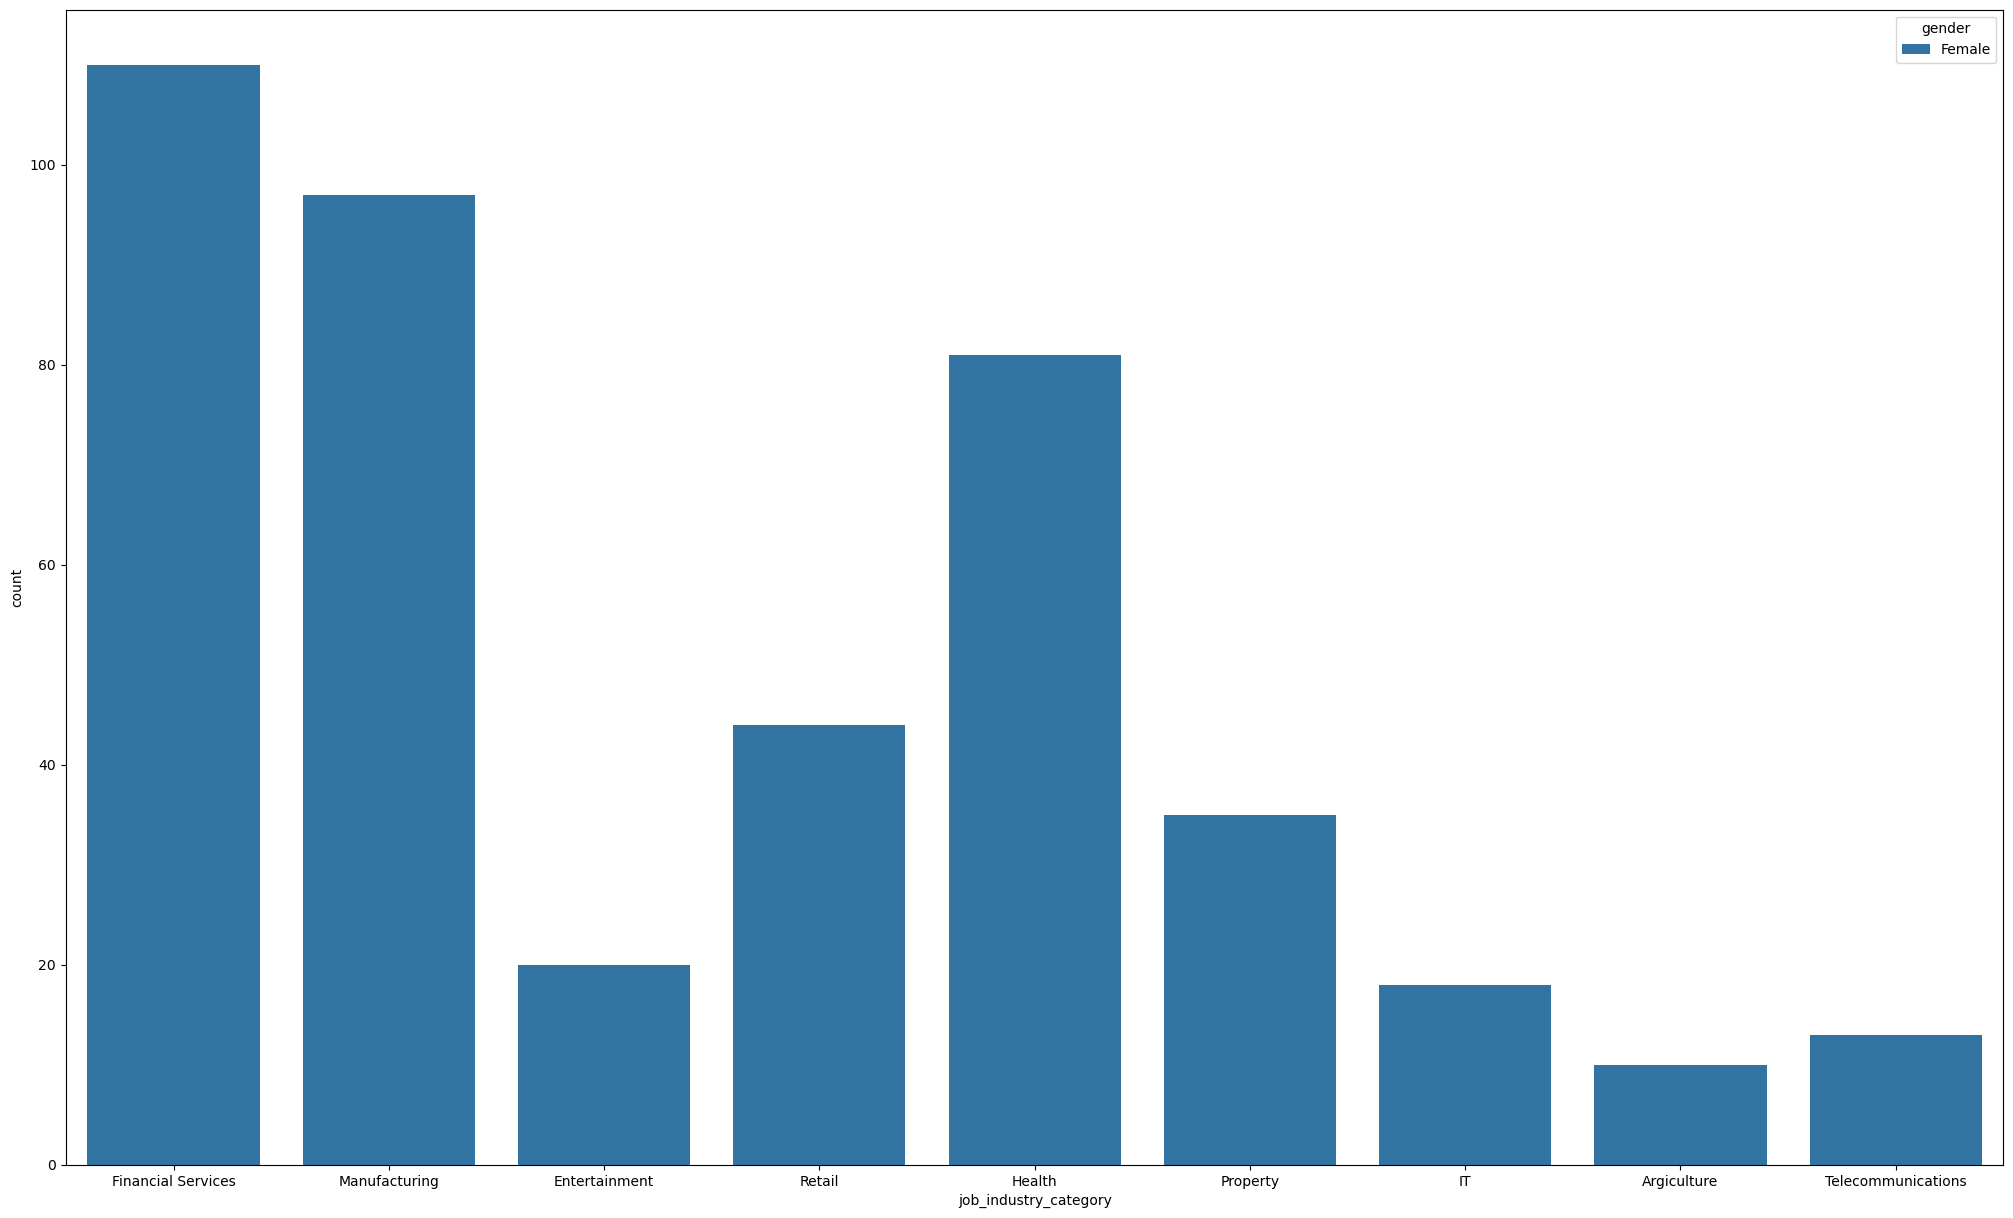 gender
Female
100
80
60
40
20
0
count
Financial Services
Manufacturing
Entertainment
Retail
Health
Property
IT
Argiculture
Telecommunications
job_industry_category